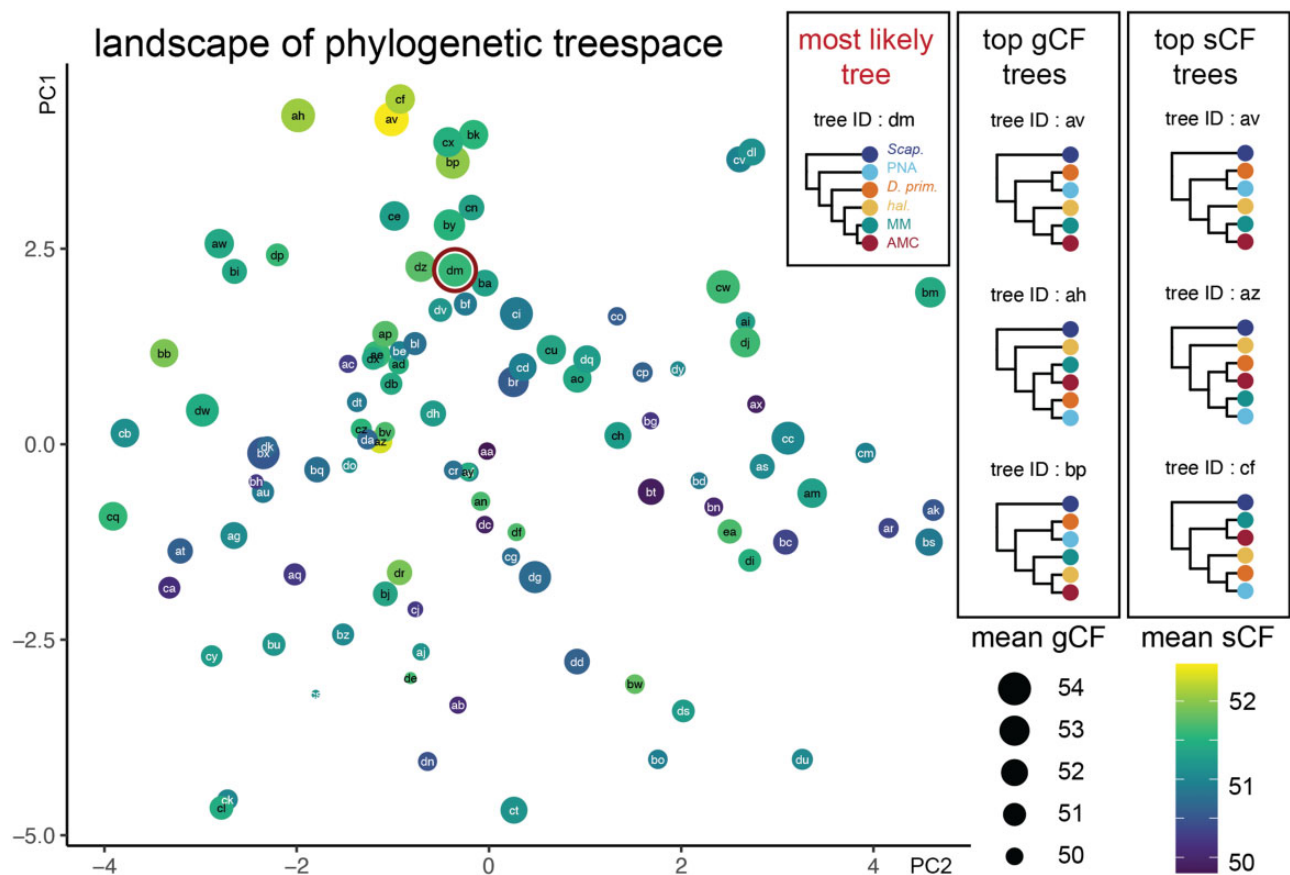 landscape of phylogenetic treespace
PC1
2.5
0.0
−2.5
−5.0
−4
−2
0
2
4
PC2
cf
ah
av
cx
bk
bp
cv
dl
ce
cn
by
aw
bi
dp
dz
dm
ba
bf
dv
ci
co
cw
bm
ai
dj
bb
ap
bl
ae
dx
be
ad
ac
db
cu
dq
cd
ao
br
cp
dy
dw
dt
dh
ax
bg
cb
cz
da
bv
az
ch
cc
dk
bx
bq
do
aa
cr
ay
cm
as
bh
au
bd
bt
am
an
bn
ak
cq
dc
df
ea
ar
ag
at
cg
bc
bs
di
dg
ca
aq
dr
bj
cj
bz
bu
cy
aj
dd
de
bw
ab
ds
dn
bo
du
ck
cl
ct
most likely
tree
tree ID : dm
Scap.
PNA
D. prim.
hal.
MM
AMC
top gCF
trees
tree ID : av
tree ID : ah
tree ID : bp
top sCF
trees
tree ID : av
tree ID : az
tree ID : cf
mean gCF
54
53
52
51
50
mean sCF
52
51
50